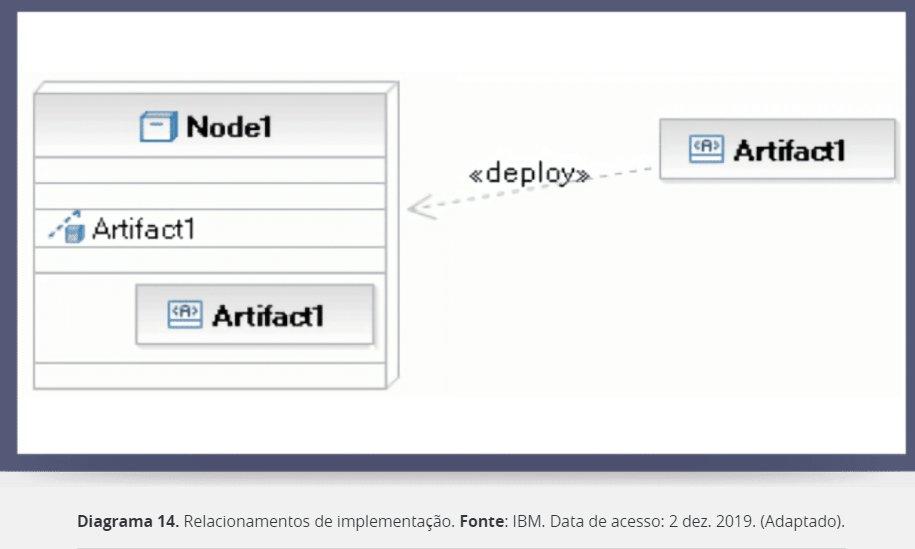 Node1
«deploy»
<A> Artifact1
Artifact1
<A> Artifact1
Diagrama 14. Relacionamentos de implementação. Fonte: IBM. Data de acesso: 2 dez. 2019. (Adaptado).